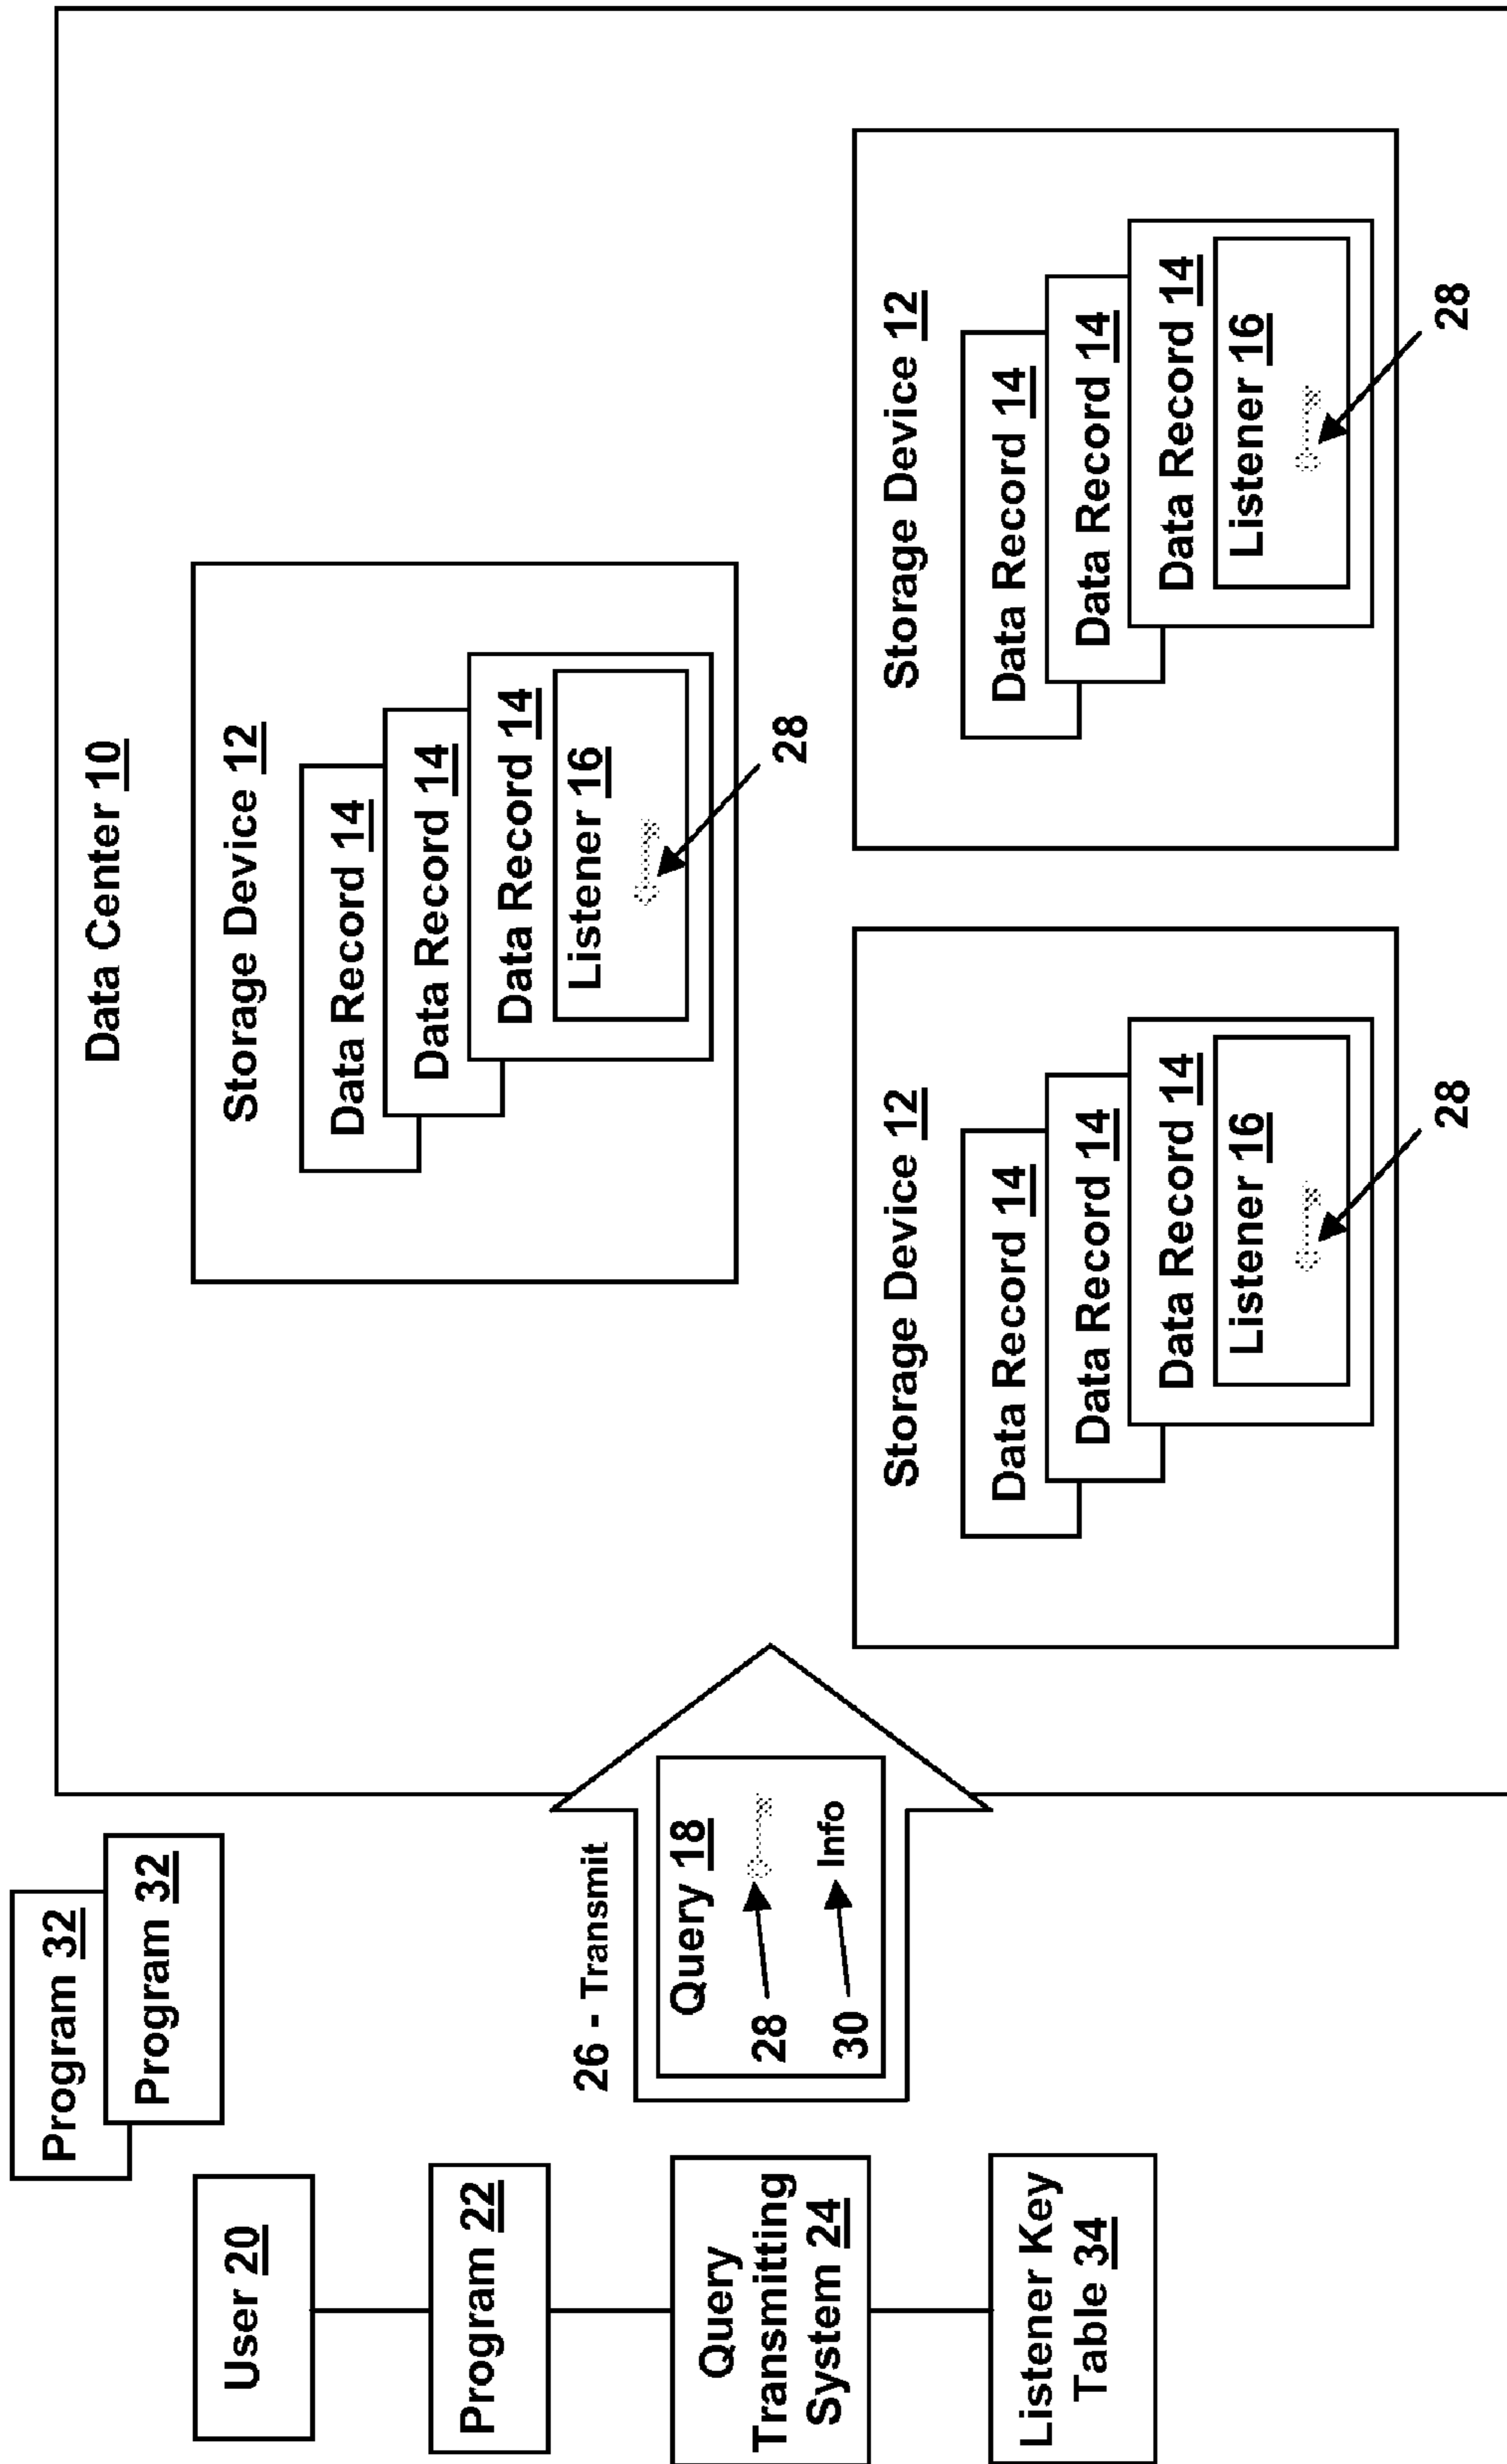 Program 32
Program 32
User 20
Program 22
Query
Transmitting
System 24
Listener Key
Table 34
26 - Transmit
Query 18
28
30
Info
Data Center 10
Storage Device 12
Data Record 14
Data Record 14
Data Record 14
Listener 16
28
Storage Device 12
Data Record 14
Data Record 14
Data Record 14
Listener 16
28
Storage Device 12
Data Record 14
Data Record 14
Data Record 14
Listener 16
28